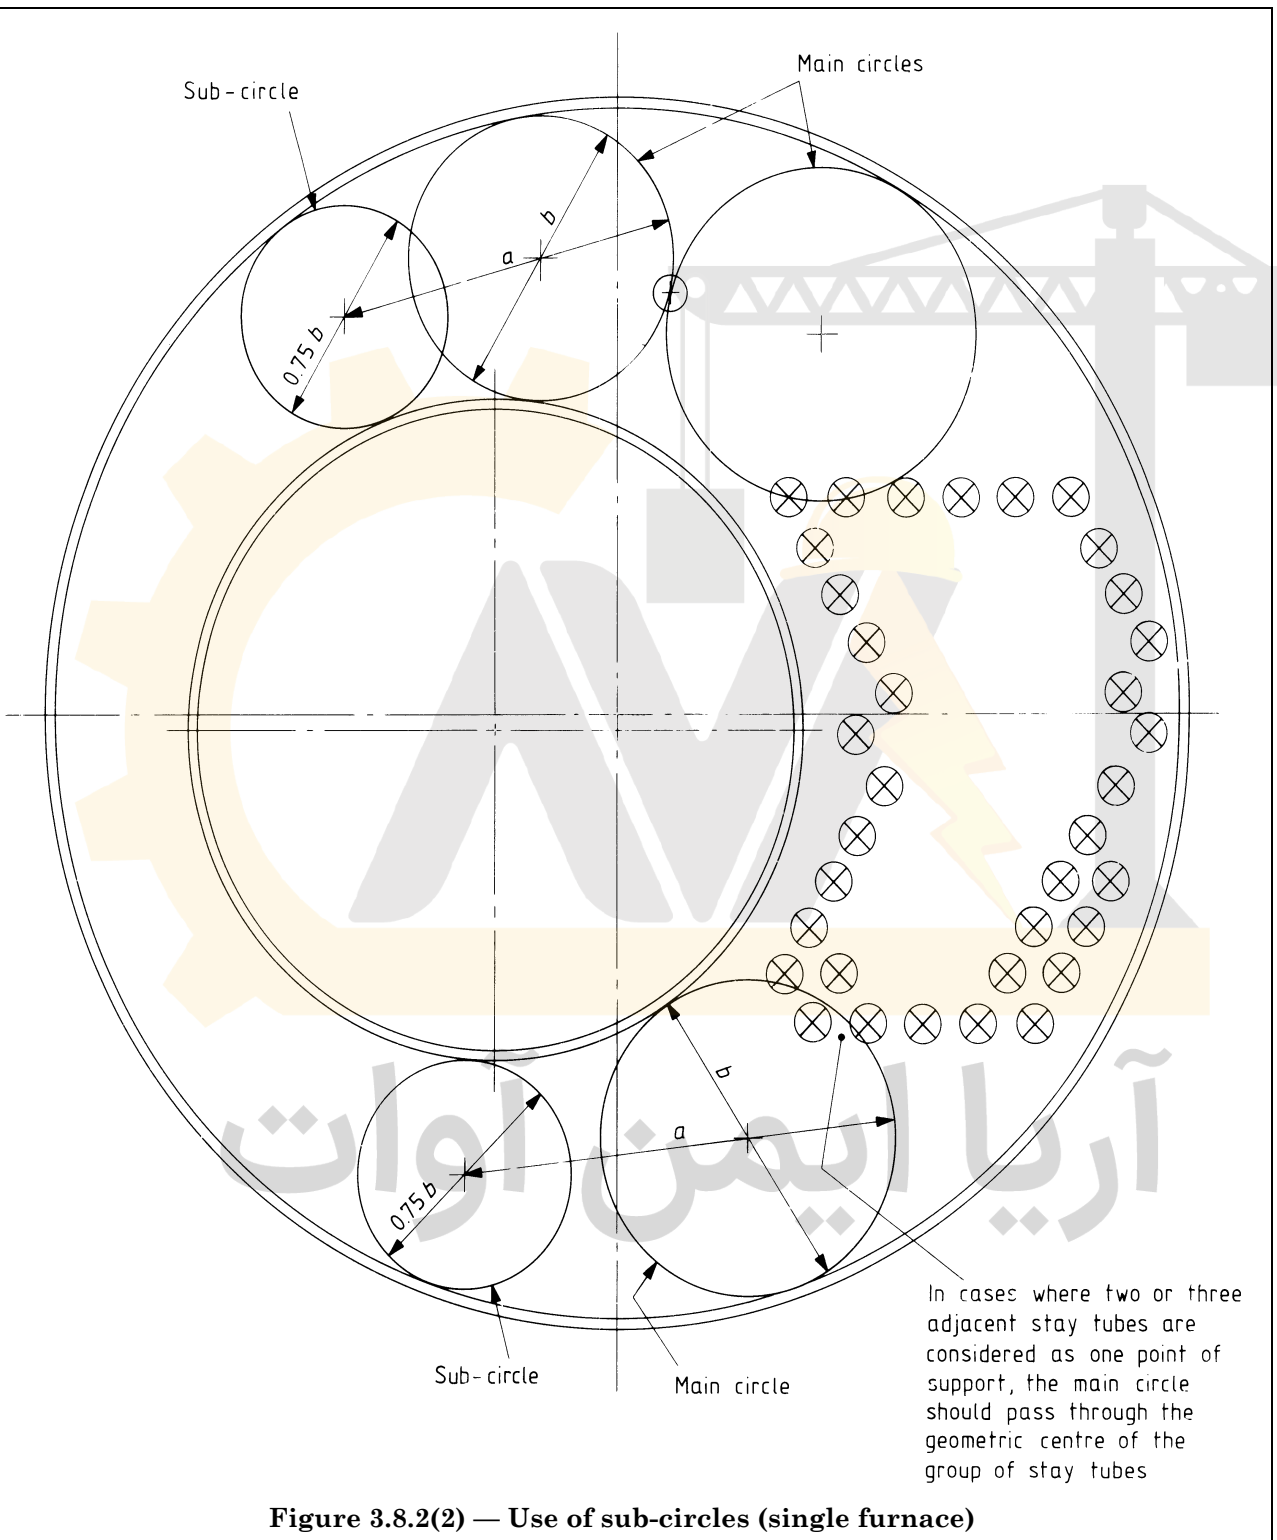 Main circles
Sub-circle
b
a
0.75 b
b
a
0.75 b
آریا ایمن آوات
In cases where two or three
adjacent stay tubes are
considered as one point of
support, the main circle
should pass through the
geometric centre of the
group of stay tubes
Sub-circle
Main circle
Figure 3.8.2(2) — Use of sub-circles (single furnace)